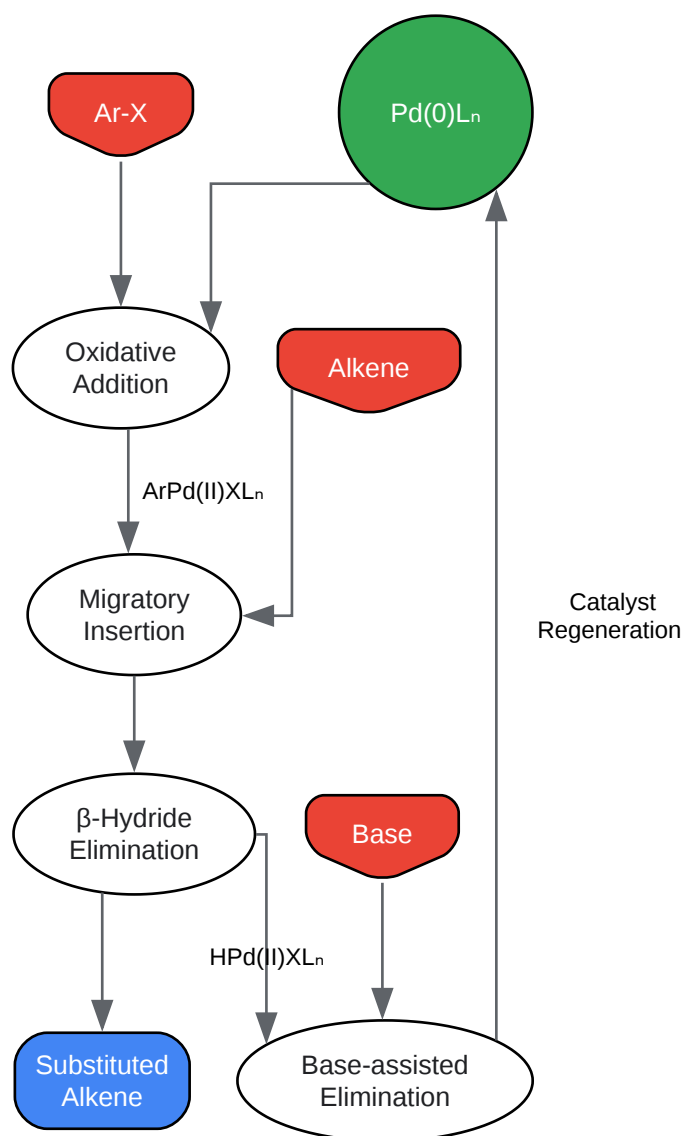 Ar-X
Pd(0)Lₙ
Oxidative
Addition
Alkene
ArPd(II)XLₙ
Migratory
Insertion
Catalyst
Regeneration
β-Hydride
Elimination
Base
HPd(II)XLₙ
Substituted
Alkene
Base-assisted
Elimination